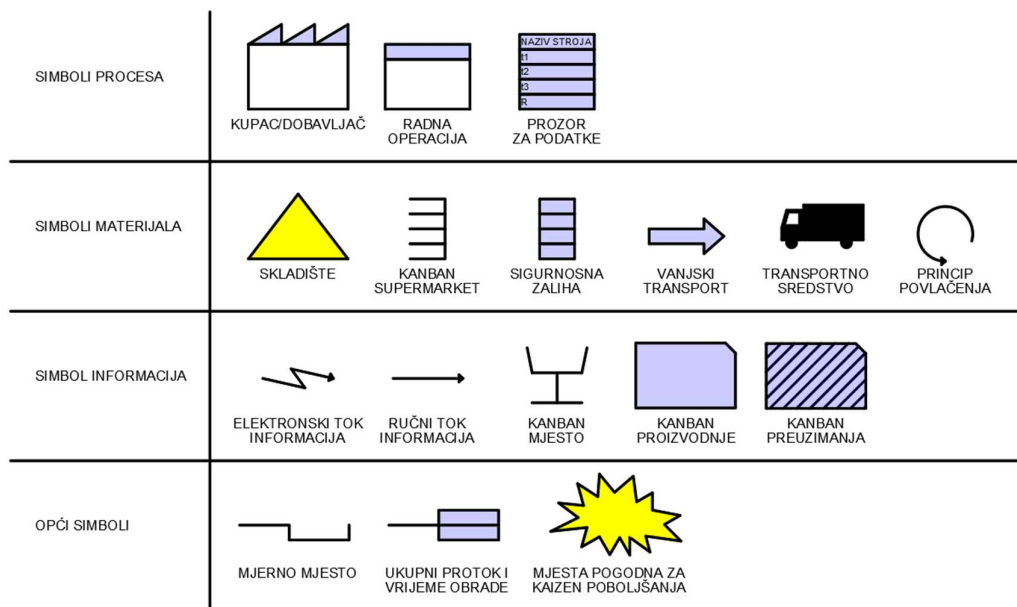 SIMBOLI PROCESA
NAZIV STROJA
t1
t2
t3
R
KUPAC/DOBAVLJAČ
RADNA
OPERACIJA
PROZOR
ZA PODATKE
SIMBOLI MATERIJALA
SKLADIŠTE
KANBAN
SUPERMARKET
SIGURNOSNA
ZALIHA
VANJSKI
TRANSPORT
TRANSPORTNO
SREDSTVO
PRINCIP
POVLAČENJA
SIMBOL INFORMACIJA
ELEKTRONSKI TOK
INFORMACIJA
RUČNI TOK
INFORMACIJA
KANBAN
MJESTO
KANBAN
PROIZVODNJE
KANBAN
PREUZIMANJA
OPĆI SIMBOLI
MJERNO MJESTO
UKUPNI PROTOK I
VRIJEME OBRADE
MJESTA POGODNA ZA
KAIZEN POBOLJŠANJA